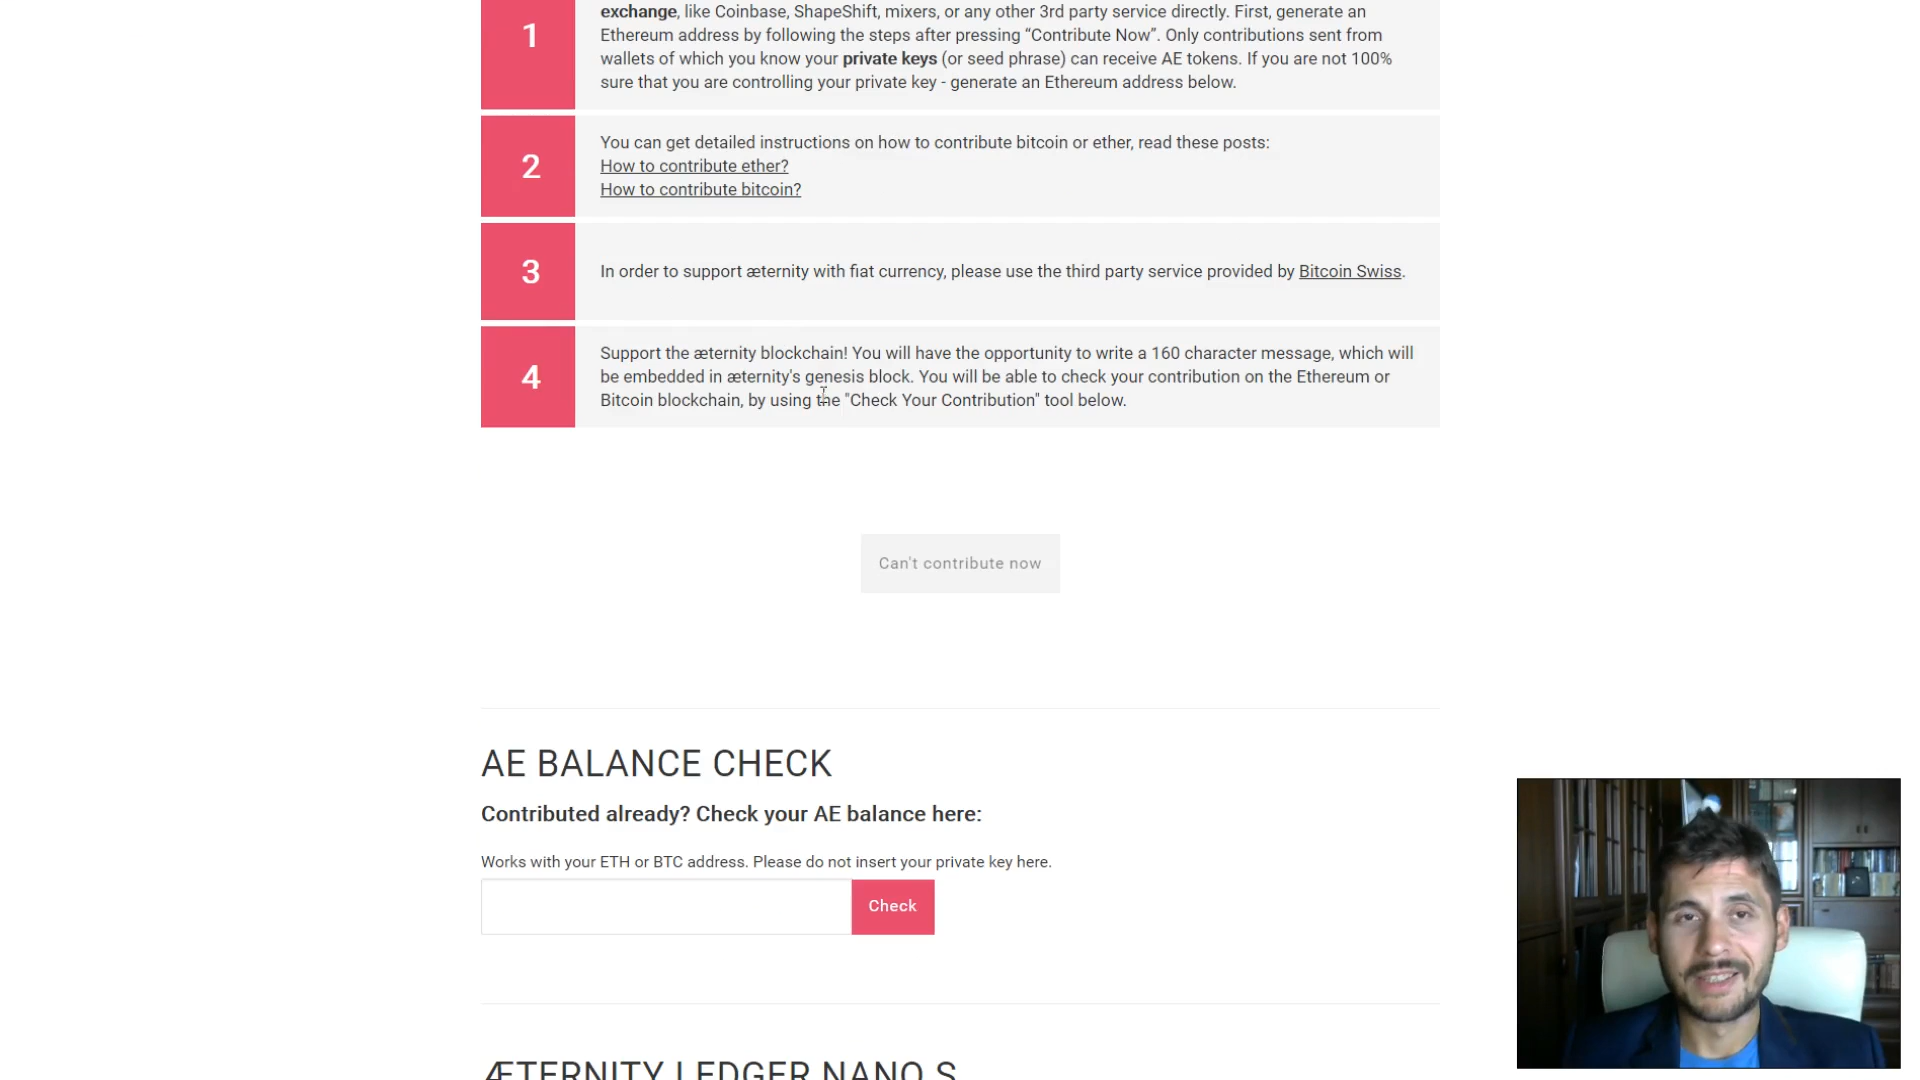 exchange, like Coinbase, ShapeShift, mixers, or any other 3rd party service directly. First, generate an
1
Ethereum address by following the steps after pressing “Contribute Now”. Only contributions sent from
wallets of which you know your private keys (or seed phrase) can receive AE tokens. If you are not 100%
sure that you are controlling your private key - generate an Ethereum address below.
2
You can get detailed instructions on how to contribute bitcoin or ether, read these posts:
How to contribute ether?
How to contribute bitcoin?
3
In order to support æternity with fiat currency, please use the third party service provided by Bitcoin Swiss.
4
Support the æternity blockchain! You will have the opportunity to write a 160 character message, which will
be embedded in æternity's genesis block. You will be able to check your contribution on the Ethereum or
Bitcoin blockchain, by using the "Check Your Contribution" tool below.
Can't contribute now
AE BALANCE CHECK
Contributed already? Check your AE balance here:
Works with your ETH or BTC address. Please do not insert your private key here.
Check
ÆTERNITY LEDGER NANO S